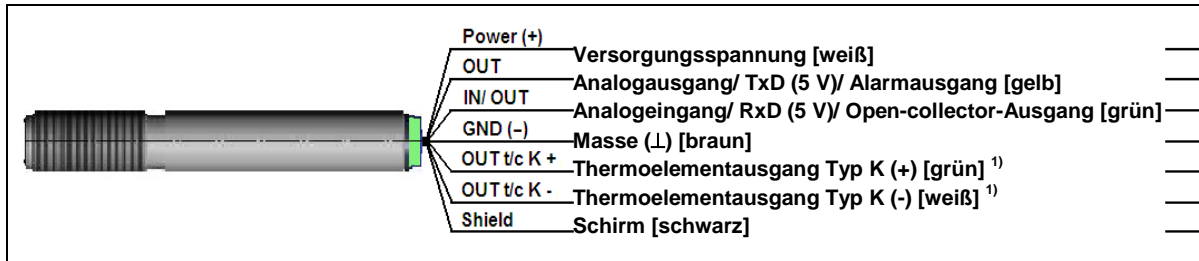 Power (+) Versorgungsspannung [weiß]
OUT Analogausgang/ TxD (5 V)/ Alarmausgang [gelb]
IN/ OUT Analogeingang/ RxD (5 V)/ Open-collector-Ausgang [grün]
GND (–) Masse (⊥) [braun]
OUT t/c K + Thermoelementausgang Typ K (+) [grün] ¹⁾
OUT t/c K - Thermoelementausgang Typ K (-) [weiß] ¹⁾
Shield Schirm [schwarz]